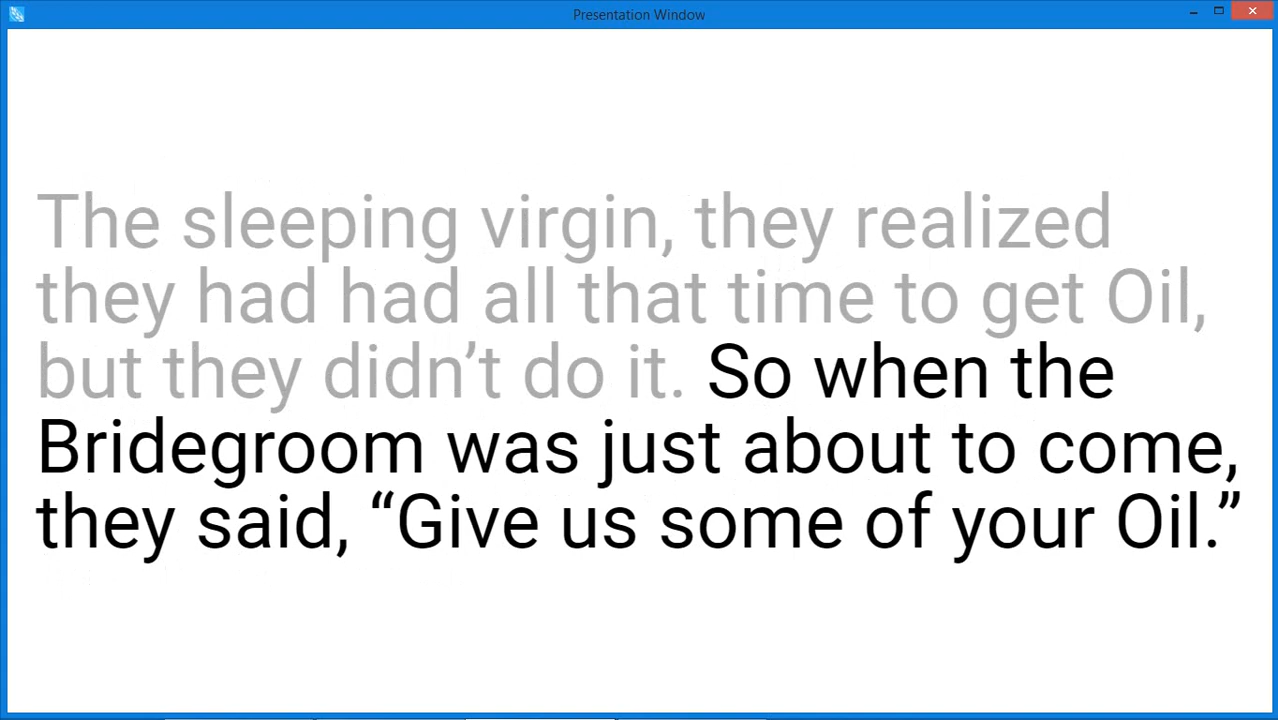 Presentation Window
The sleeping virgin, they realized
they had had all that time to get Oil,
but they didn’t do it. So when the
Bridegroom was just about to come,
they said, “Give us some of your Oil.”